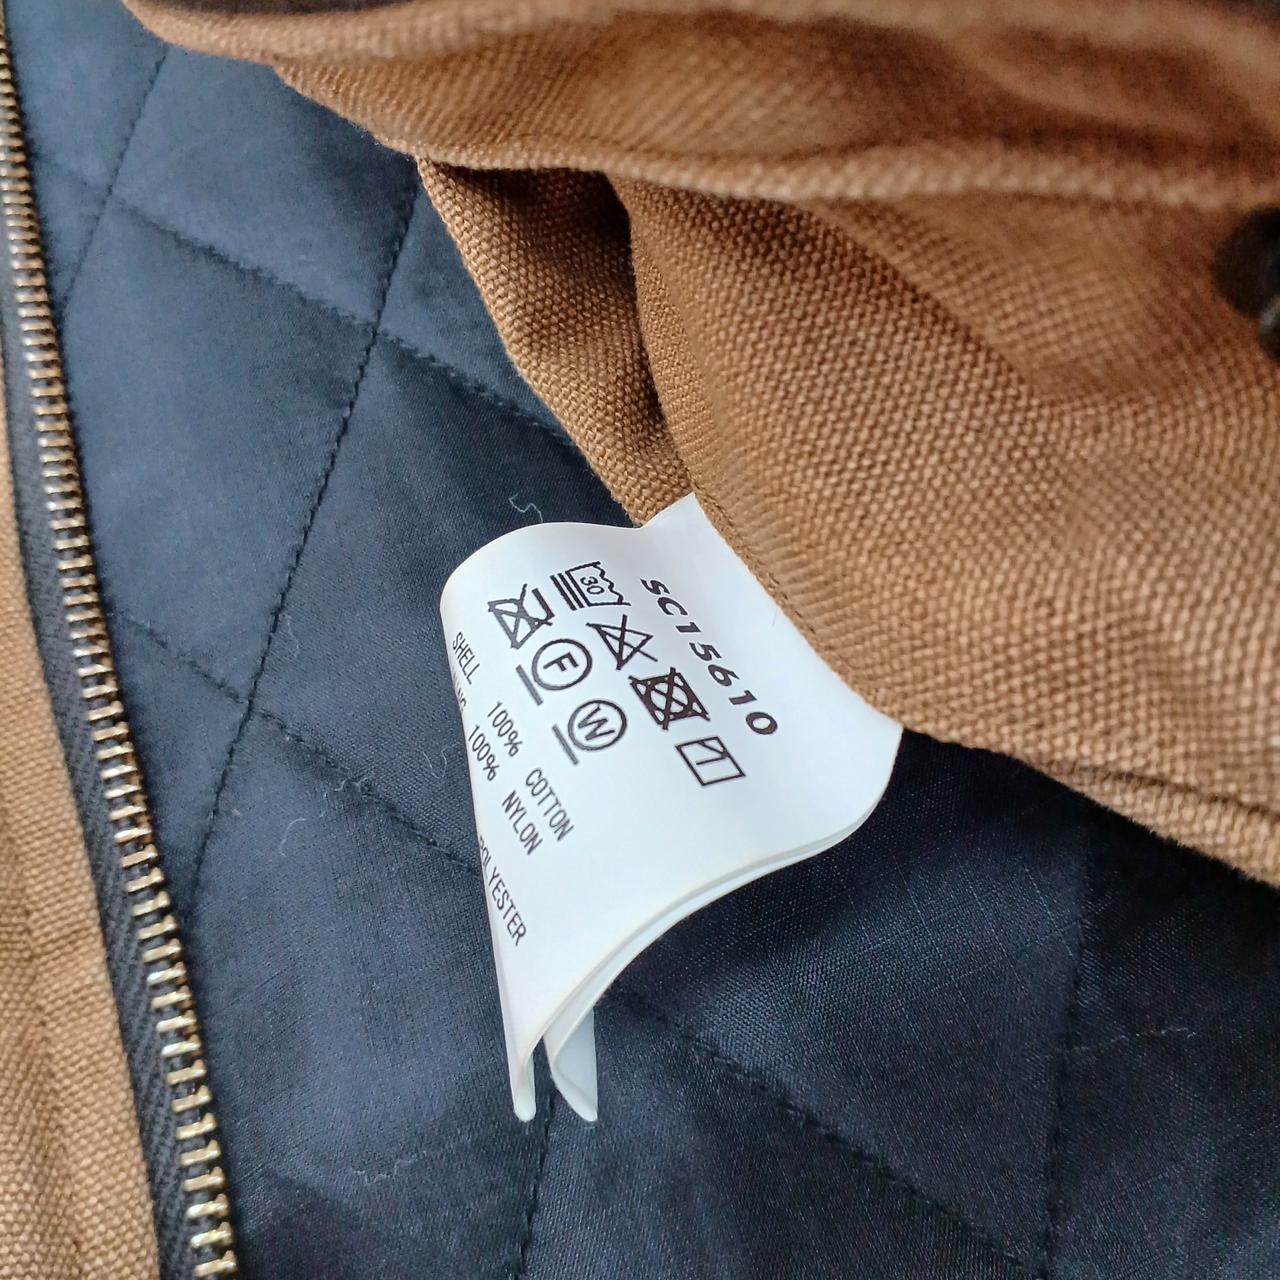 SC15610
30
F
W
SHELL 100% COTTON
100% NYLON
POLYESTER